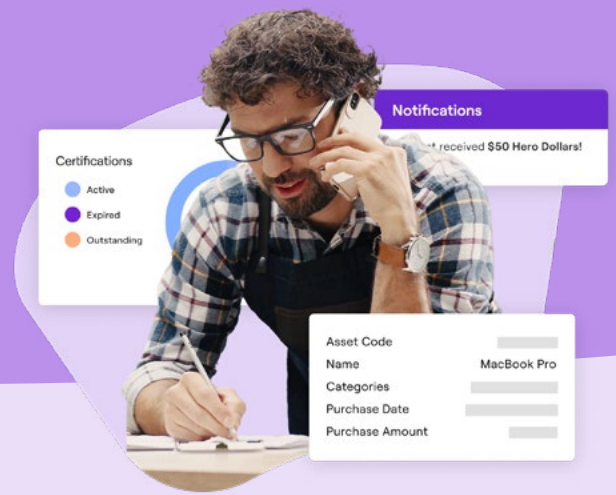 Notifications
received $50 Hero Dollars!
Certifications
Active
Expired
Outstanding
Asset Code
Name MacBook Pro
Categories
Purchase Date
Purchase Amount